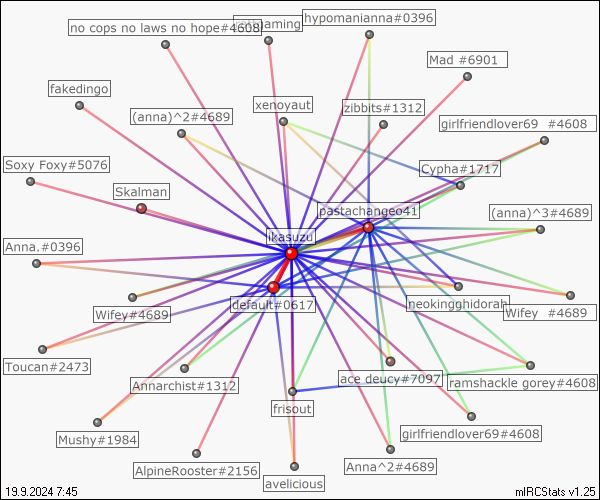 hypomanianna#0396
no cops no laws no hope#4608
gaming
Mad #6901
fakedingo
xenoyaut
zibbits#1312
(anna)^2#4689
girlfriendlover69 #4608
Soxy Foxy#5076
Cypha#1717
Skalman
pastachangeo41
(anna)^3#4689
ikasuzu
Anna.#0396
default#0617
neokingghidorah
Wifey#4689
Wifey #4689
Toucan#2473
Annarchist#1312
ace deucy#7097
ramshackle gorey#4608
frisout
Mushy#1984
girlfriendlover69#4608
AlpineRooster#2156
Anna^2#4689
avelicious
19.9.2024 7:45
mIRCStats v1.25